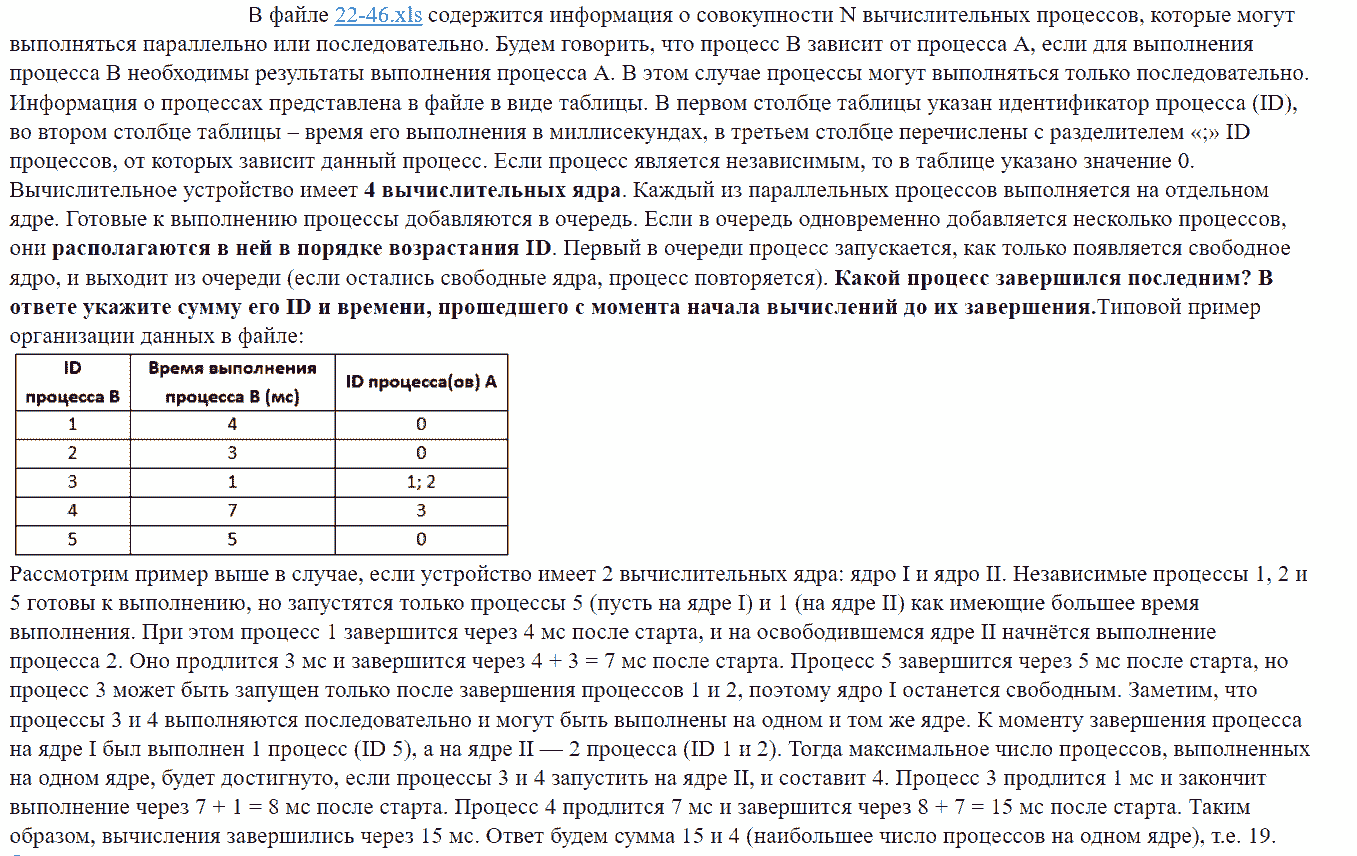 В файле 22-46.xls содержится информация о совокупности N вычислительных процессов, которые могут
выполняться параллельно или последовательно. Будем говорить, что процесс B зависит от процесса A, если для выполнения
процесса B необходимы результаты выполнения процесса A. В этом случае процессы могут выполняться только последовательно.
Информация о процессах представлена в файле в виде таблицы. В первом столбце таблицы указан идентификатор процесса (ID),
во втором столбце таблицы – время его выполнения в миллисекундах, в третьем столбце перечислены с разделителем «;» ID
процессов, от которых зависит данный процесс. Если процесс является независимым, то в таблице указано значение 0.
Вычислительное устройство имеет 4 вычислительных ядра. Каждый из параллельных процессов выполняется на отдельном
ядре. Готовые к выполнению процессы добавляются в очередь. Если в очередь одновременно добавляется несколько процессов,
они располагаются в ней в порядке возрастания ID. Первый в очереди процесс запускается, как только появляется свободное
ядро, и выходит из очереди (если остались свободные ядра, процесс повторяется). Какой процесс завершился последним? В
ответе укажите сумму его ID и времени, прошедшего с момента начала вычислений до их завершения.Типовой пример
организации данных в файле:
ID процесса B	Время выполнения процесса B (мс)	ID процесса(ов) A
1	4	0
2	3	0
3	1	1; 2
4	7	3
5	5	0
Рассмотрим пример выше в случае, если устройство имеет 2 вычислительных ядра: ядро I и ядро II. Независимые процессы 1, 2 и
5 готовы к выполнению, но запустятся только процессы 5 (пусть на ядре I) и 1 (на ядре II) как имеющие большее время
выполнения. При этом процесс 1 завершится через 4 мс после старта, и на освободившемся ядре II начнётся выполнение
процесса 2. Оно продлится 3 мс и завершится через 4 + 3 = 7 мс после старта. Процесс 5 завершится через 5 мс после старта, но
процесс 3 может быть запущен только после завершения процессов 1 и 2, поэтому ядро I останется свободным. Заметим, что
процессы 3 и 4 выполняются последовательно и могут быть выполнены на одном и том же ядре. К моменту завершения процесса
на ядре I был выполнен 1 процесс (ID 5), а на ядре II — 2 процесса (ID 1 и 2). Тогда максимальное число процессов, выполненных
на одном ядре, будет достигнуто, если процессы 3 и 4 запустить на ядре II, и составит 4. Процесс 3 продлится 1 мс и закончит
выполнение через 7 + 1 = 8 мс после старта. Процесс 4 продлится 7 мс и завершится через 8 + 7 = 15 мс после старта. Таким
образом, вычисления завершились через 15 мс. Ответ будем сумма 15 и 4 (наибольшее число процессов на одном ядре), т.е. 19.